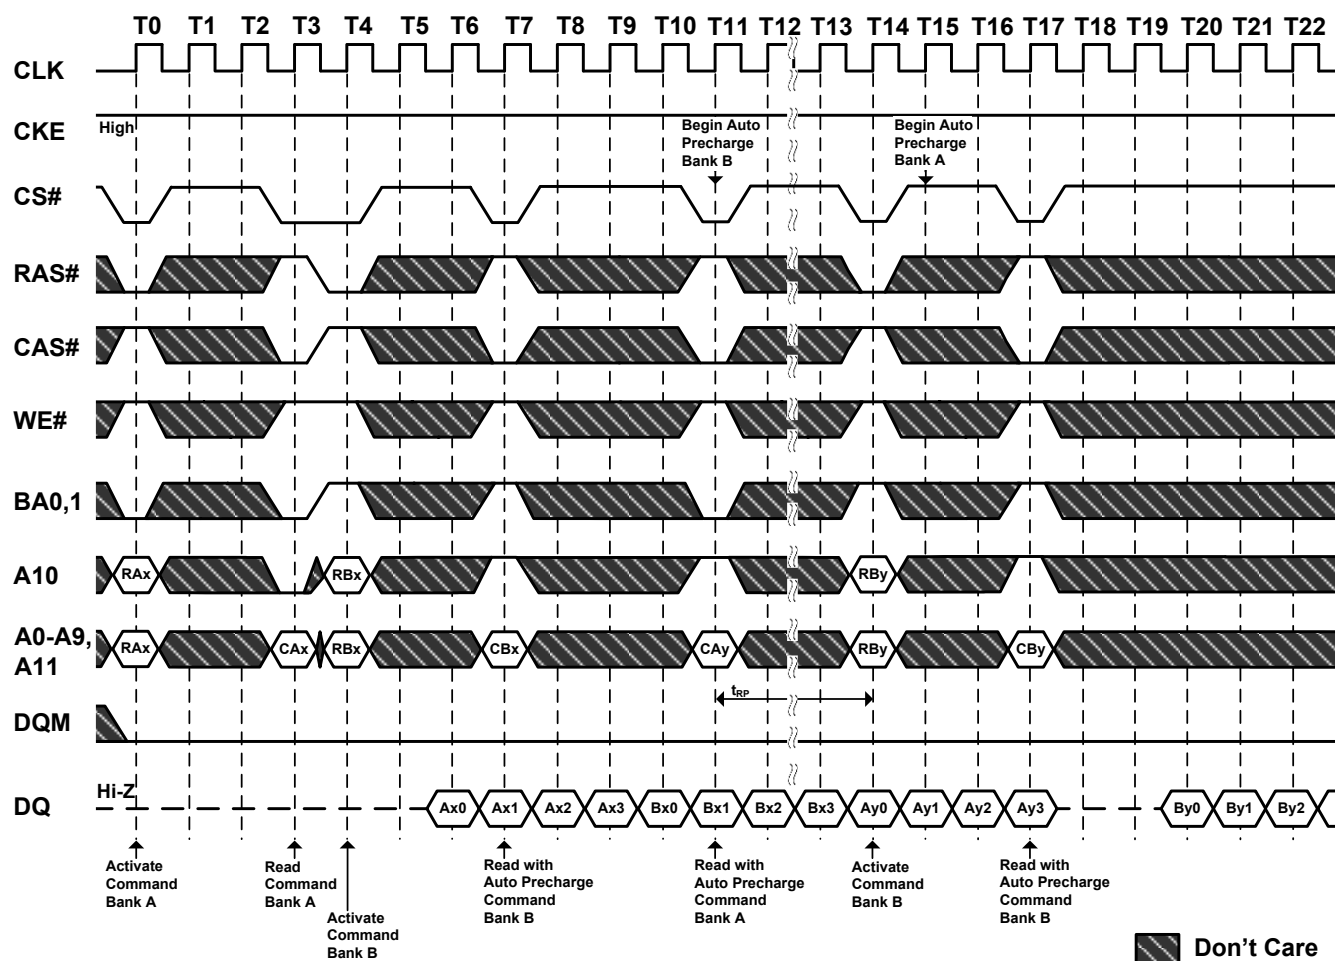 T0 T1 T2 T3 T4 T5 T6 T7 T8 T9 T10 T11 T12 T13 T14 T15 T16 T17 T18 T19 T20 T21 T22
CLK
CKE
High
Begin Auto
Precharge
Bank B
Begin Auto
Precharge
Bank A
CS#
RAS#
CAS#
WE#
BA0,1
A10
RAx RBx RBy
A0-A9,
A11
RAx CAx RBx CBx CAy RBy CBy
tRP
DQM
Hi-Z
DQ
Ax0 Ax1 Ax2 Ax3 Bx0 Bx1 Bx2 Bx3 Ay0 Ay1 Ay2 Ay3 By0 By1 By2
Activate
Command
Bank A
Read
Command
Bank A
Activate
Command
Bank B
Read with
Auto Precharge
Command
Bank B
Read with
Auto Precharge
Command
Bank A
Activate
Command
Bank B
Read with
Auto Precharge
Command
Bank B
Don't Care